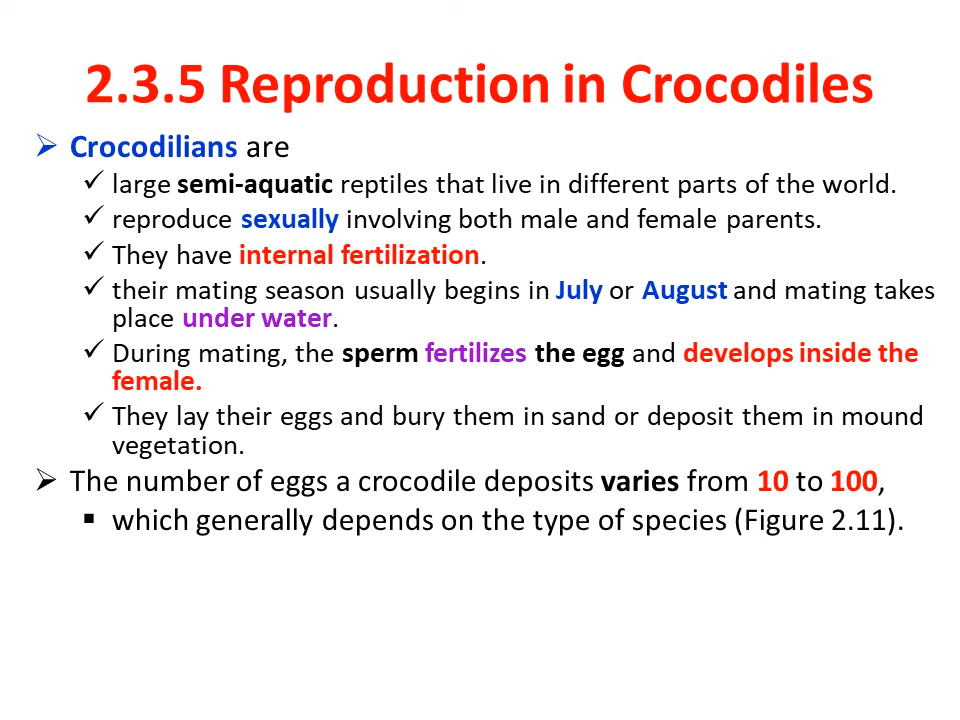 2.3.5 Reproduction in Crocodiles
➢ Crocodilians are
✓ large semi-aquatic reptiles that live in different parts of the world.
✓ reproduce sexually involving both male and female parents.
✓ They have internal fertilization.
✓ their mating season usually begins in July or August and mating takes
place under water.
✓ During mating, the sperm fertilizes the egg and develops inside the
female.
✓ They lay their eggs and bury them in sand or deposit them in mound
vegetation.
➢ The number of eggs a crocodile deposits varies from 10 to 100,
▪ which generally depends on the type of species (Figure 2.11).